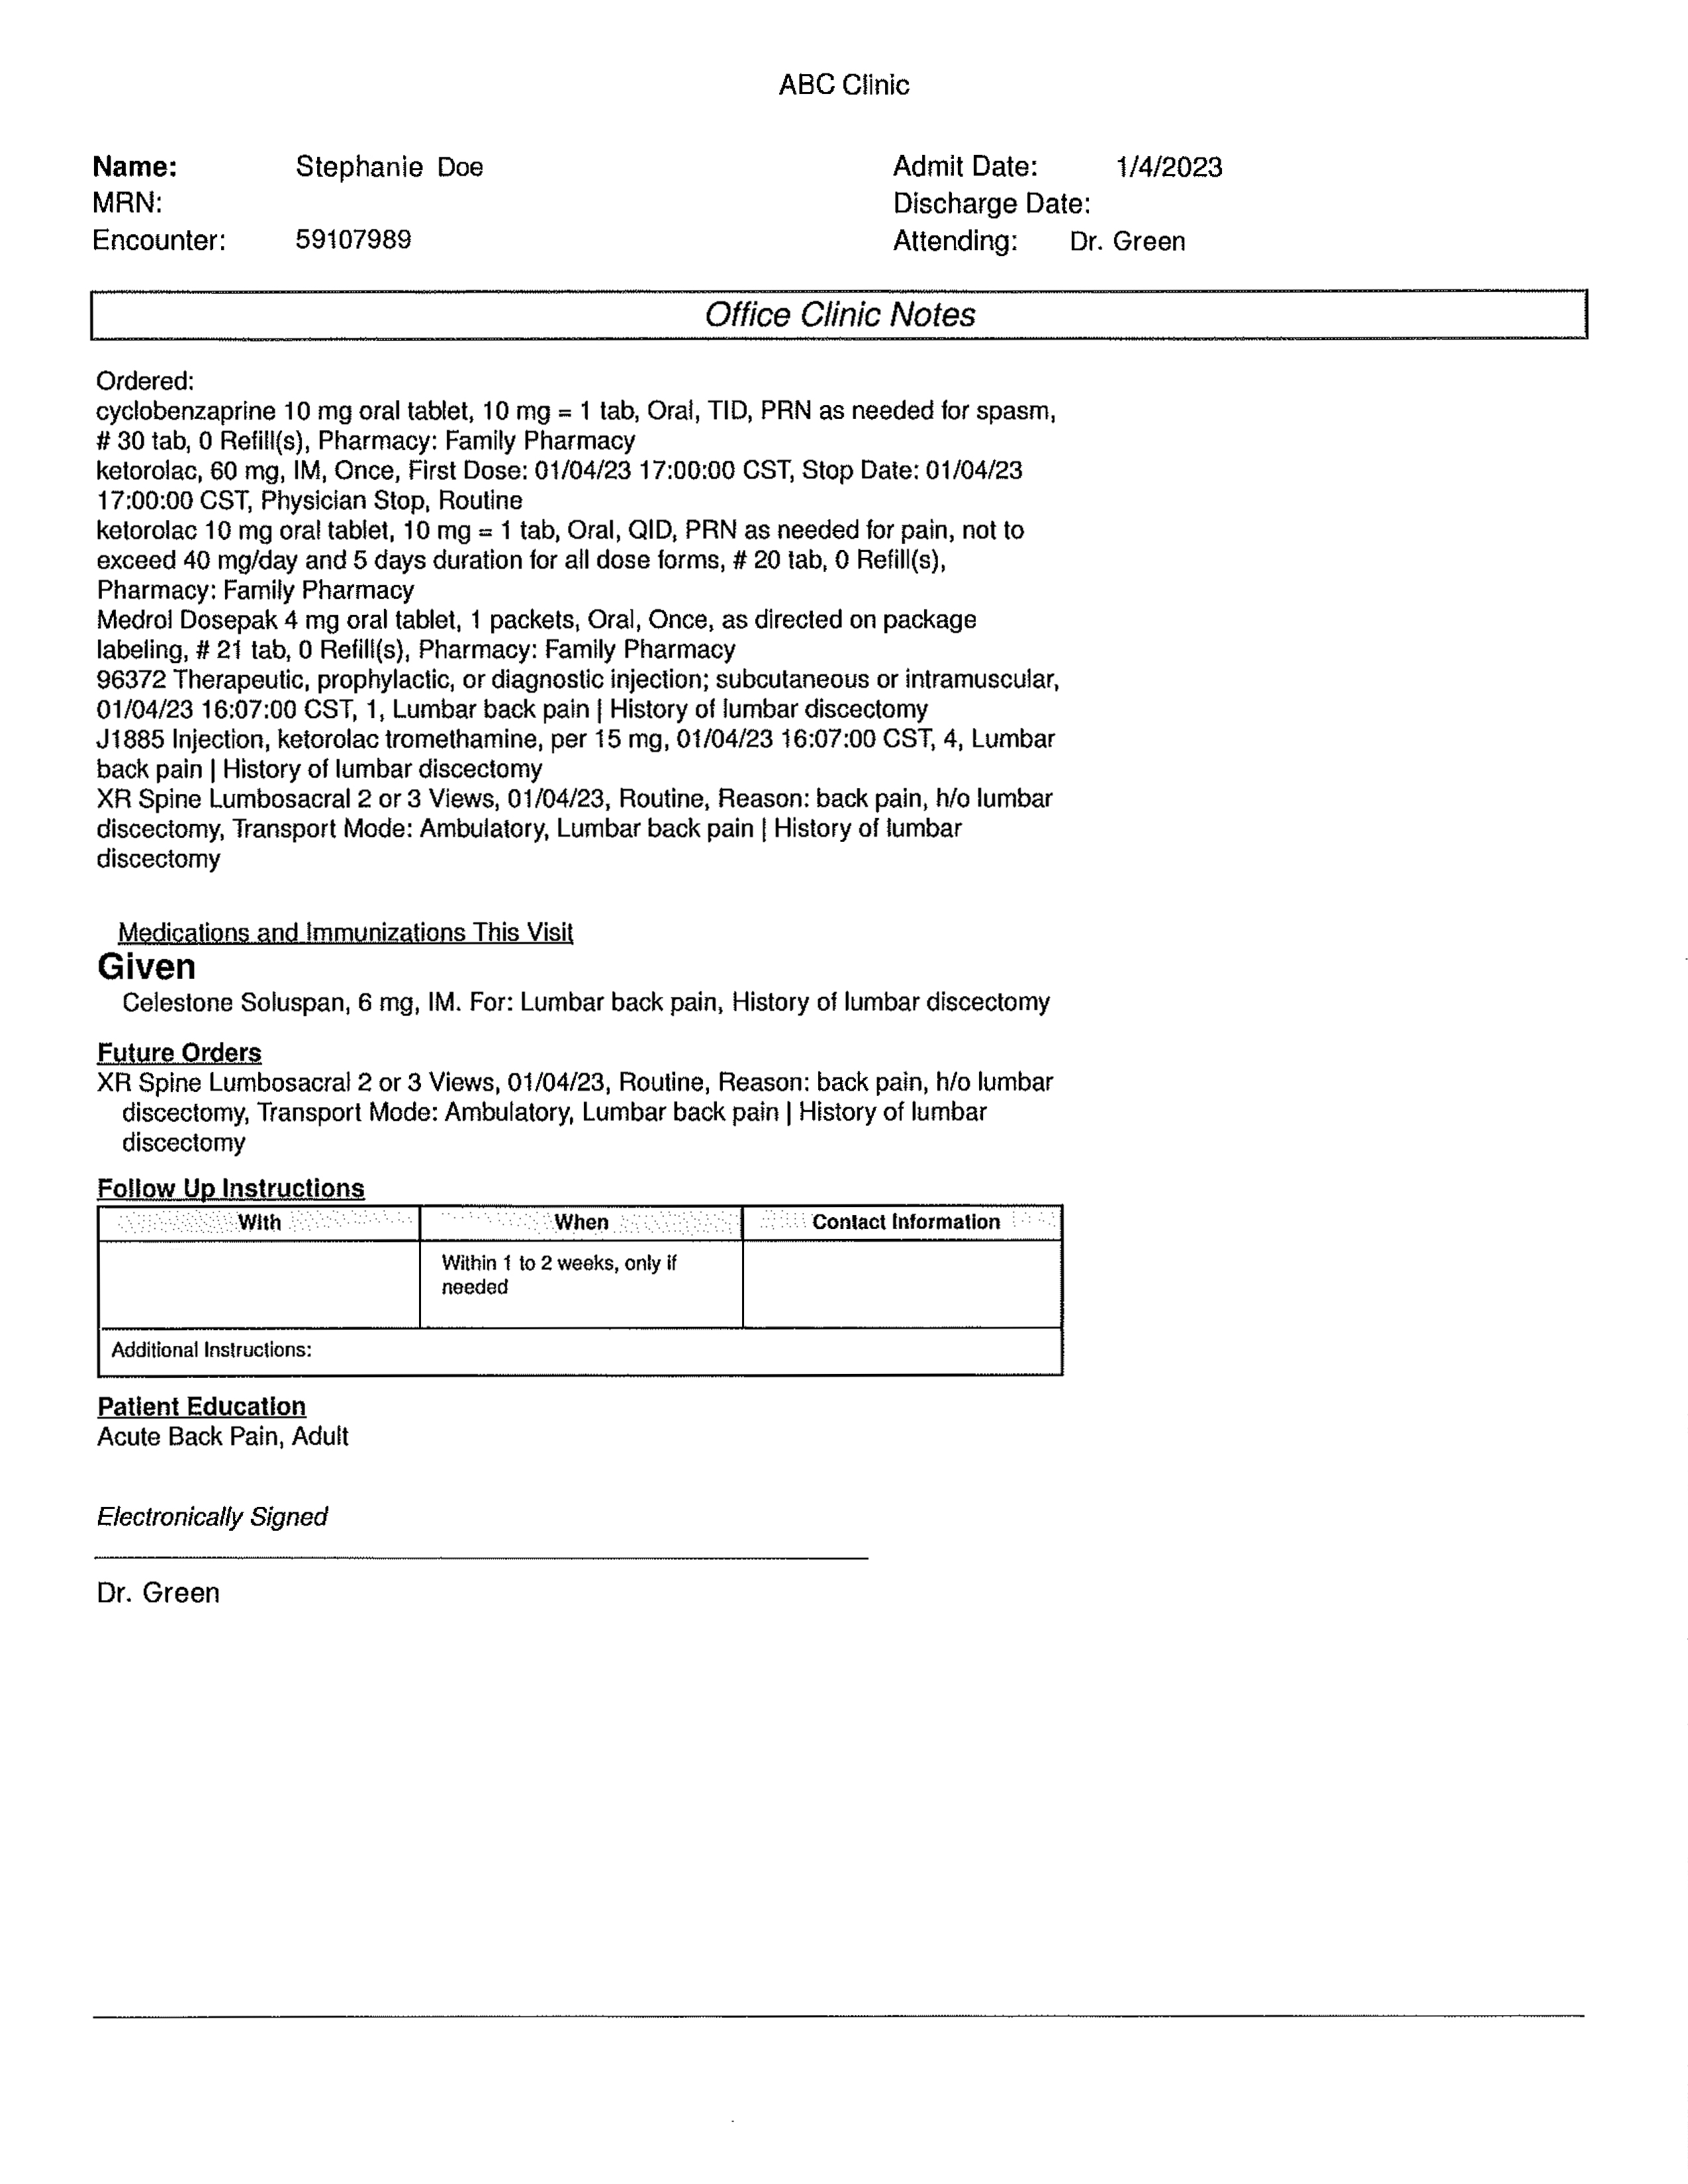 ABC Clinic
Name: Stephanie Doe Admit Date: 1/4/2023
MRN: Discharge Date:
Encounter: 59107989 Attending: Dr. Green
Office Clinic Notes
Ordered:
cyclobenzaprine 10 mg oral tablet, 10 mg = 1 tab, Oral, TID, PRN as needed for spasm,
# 30 tab, 0 Refill(s), Pharmacy: Family Pharmacy
ketorolac, 60 mg, IM, Once, First Dose: 01/04/23 17:00:00 CST, Stop Date: 01/04/23
17:00:00 CST, Physician Stop, Routine
ketorolac 10 mg oral tablet, 10 mg = 1 tab, Oral, QID, PRN as needed for pain, not to
exceed 40 mg/day and 5 days duration for all dose forms, # 20 tab, 0 Refill(s),
Pharmacy: Family Pharmacy
Medrol Dosepak 4 mg oral tablet, 1 packets, Oral, Once, as directed on package
labeling, # 21 tab, 0 Refill(s), Pharmacy: Family Pharmacy
96372 Therapeutic, prophylactic, or diagnostic injection; subcutaneous or intramuscular,
01/04/23 16:07:00 CST, 1, Lumbar back pain | History of lumbar discectomy
J1885 Injection, ketorolac tromethamine, per 15 mg, 01/04/23 16:07:00 CST, 4, Lumbar
back pain | History of lumbar discectomy
XR Spine Lumbosacral 2 or 3 Views, 01/04/23, Routine, Reason: back pain, h/o lumbar
discectomy, Transport Mode: Ambulatory, Lumbar back pain | History of lumbar
discectomy
Medications and Immunizations This Visit
Given
Celestone Soluspan, 6 mg, IM. For: Lumbar back pain, History of lumbar discectomy
Future Orders
XR Spine Lumbosacral 2 or 3 Views, 01/04/23, Routine, Reason: back pain, h/o lumbar
discectomy, Transport Mode: Ambulatory, Lumbar back pain | History of lumbar
discectomy
Follow Up Instructions
With When Contact Information
Within 1 to 2 weeks, only if
needed
Additional Instructions:
Patient Education
Acute Back Pain, Adult
Electronically Signed
Dr. Green